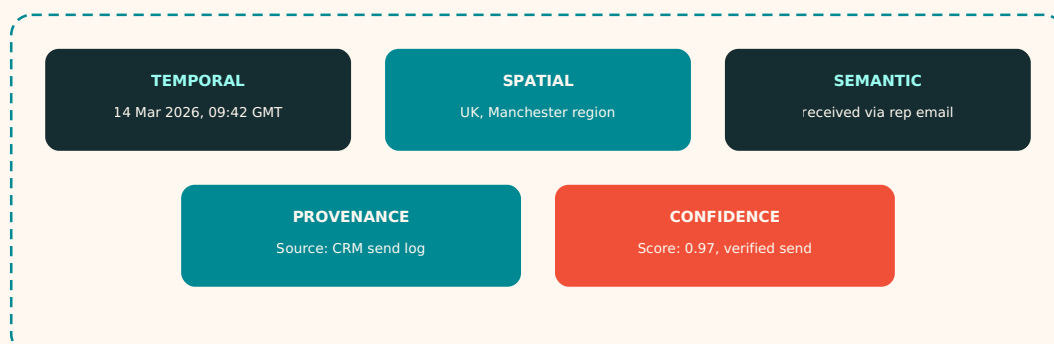 TEMPORAL
14 Mar 2026, 09:42 GMT
SPATIAL
UK, Manchester region
SEMANTIC
received via rep email
PROVENANCE
Source: CRM send log
CONFIDENCE
Score: 0.97, verified send